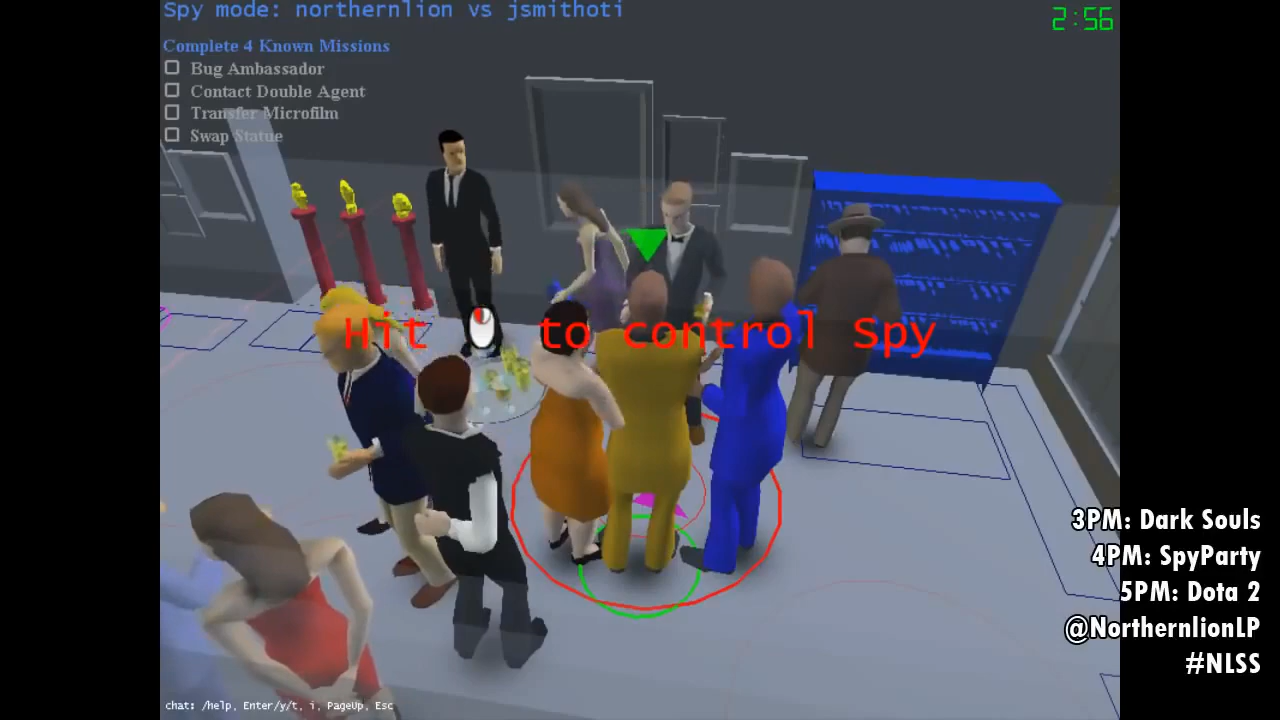 Spy mode: northernlion vs jsmithoti
2:56
Complete 4 Known Missions
Bug Ambassador
Contact Double Agent
Transfer Microfilm
Swap Statue
Hit to control Spy
3PM: Dark Souls
4PM: SpyParty
5PM: Dota 2
@NorthernlionLP
#NLSS
chat: /help, Enter/y/t, i, PageUp, Esc